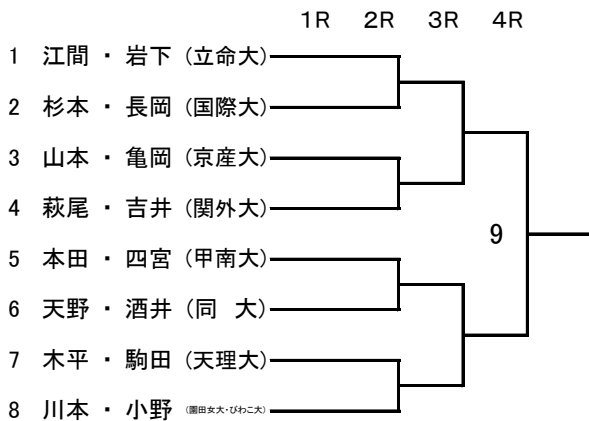 1R 2R 3R 4R
1 江間・岩下(立命大)
2 杉本・長岡(国際大)
3 山本・亀岡(京産大)
4 萩尾・吉井(関外大)
9
5 本田・四宮(甲南大)
6 天野・酒井(同 大)
7 木平・駒田(天理大)
8 川本・小野(園田女大・びわこ大)